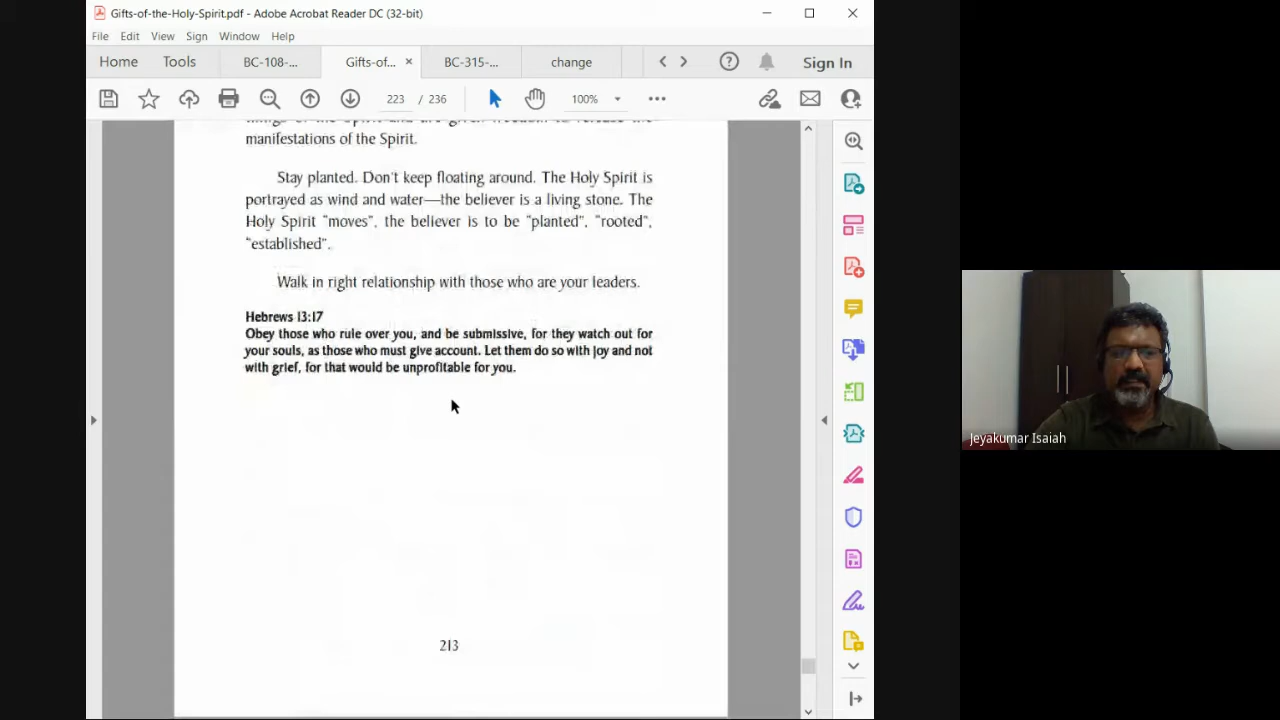 Gifts-of-the-Holy-Spirit.pdf - Adobe Acrobat Reader DC (32-bit)
File Edit View Sign Window Help
Home Tools BC-108-... Gifts-of... × BC-315-... change Sign In
223 / 236 100%
manifestations of the Spirit.
Stay planted. Don't keep floating around. The Holy Spirit is
portrayed as wind and water—the believer is a living stone. The
Holy Spirit "moves", the believer is to be "planted", "rooted",
"established".
Walk in right relationship with those who are your leaders.
Hebrews 13:17
Obey those who rule over you, and be submissive, for they watch out for
your souls, as those who must give account. Let them do so with joy and not
with grief, for that would be unprofitable for you.
213
Jeyakumar Isaiah